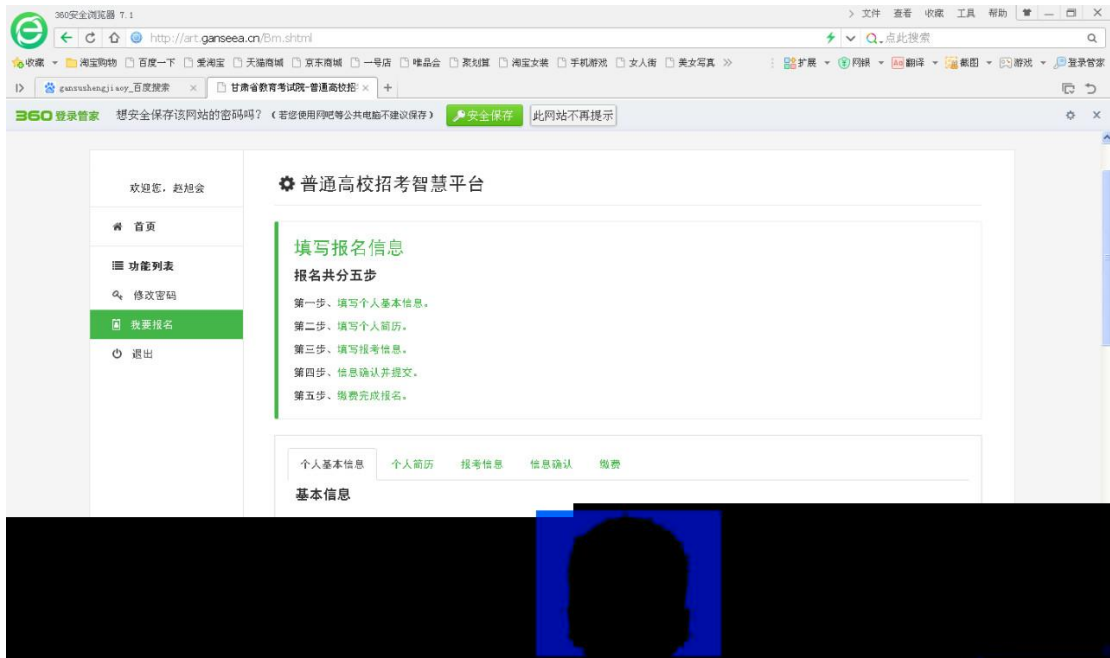 360安全浏览器 7.1
文件 查看 收藏 工具 帮助
http://art.ganseea.cn/Bm.shtml
点此搜索
收藏 淘宝购物 百度一下 爱淘宝 天猫商城 京东商城 一号店 唯品会 聚划算 淘宝女装 手机游戏 女人街 美女写真 扩展 网银 翻译 截图 游戏 登录管家
gansushengjiaoy_百度搜索
甘肃省教育考试院-普通高校招
360 登录管家 想安全保存该网站的密码吗？（若您使用网吧等公共电脑不建议保存） 安全保存 此网站不再提示
欢迎您，赵旭会
普通高校招考智慧平台
首页
功能列表
修改密码
我要报名
退出
填写报名信息
报名共分五步
第一步、填写个人基本信息。
第二步、填写个人简历。
第三步、填写报考信息。
第四步、信息确认并提交。
第五步、缴费完成报名。
个人基本信息 个人简历 报考信息 信息确认 缴费
基本信息